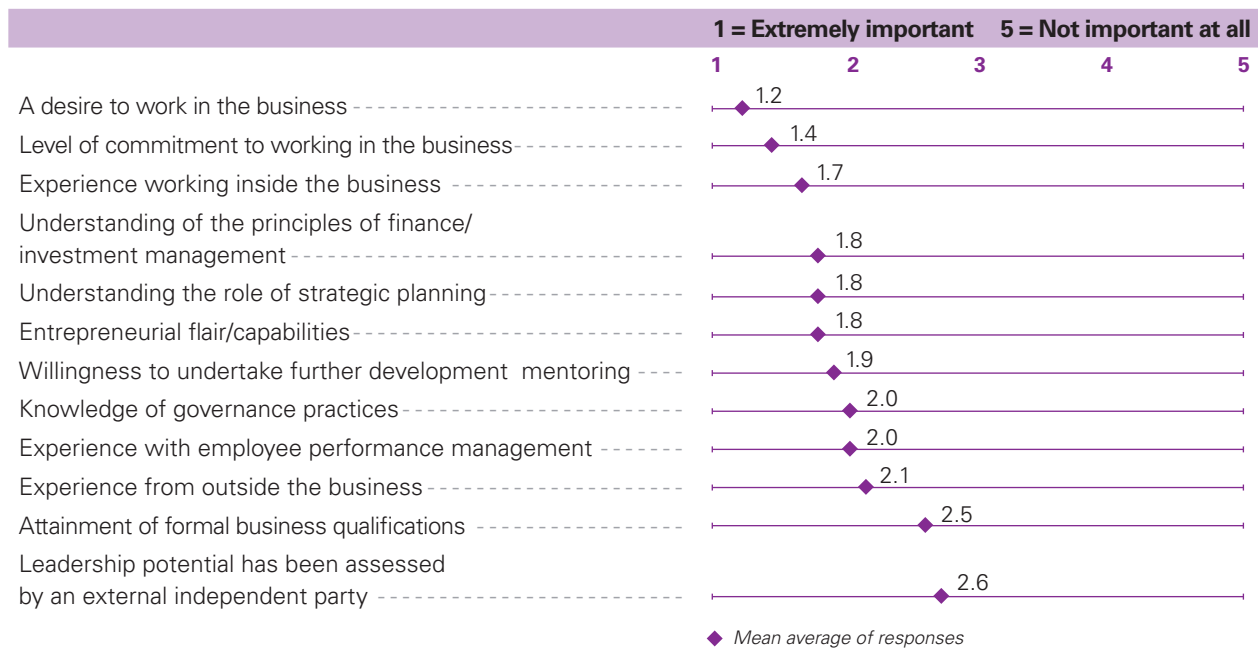 1 = Extremely important 5 = Not important at all
1 2 3 4 5
A desire to work in the business 1.2
Level of commitment to working in the business 1.4
Experience working inside the business 1.7
Understanding of the principles of finance/
investment management 1.8
Understanding the role of strategic planning 1.8
Entrepreneurial flair/capabilities 1.8
Willingness to undertake further development mentoring 1.9
Knowledge of governance practices 2.0
Experience with employee performance management 2.0
Experience from outside the business 2.1
Attainment of formal business qualifications 2.5
Leadership potential has been assessed
by an external independent party 2.6
Mean average of responses